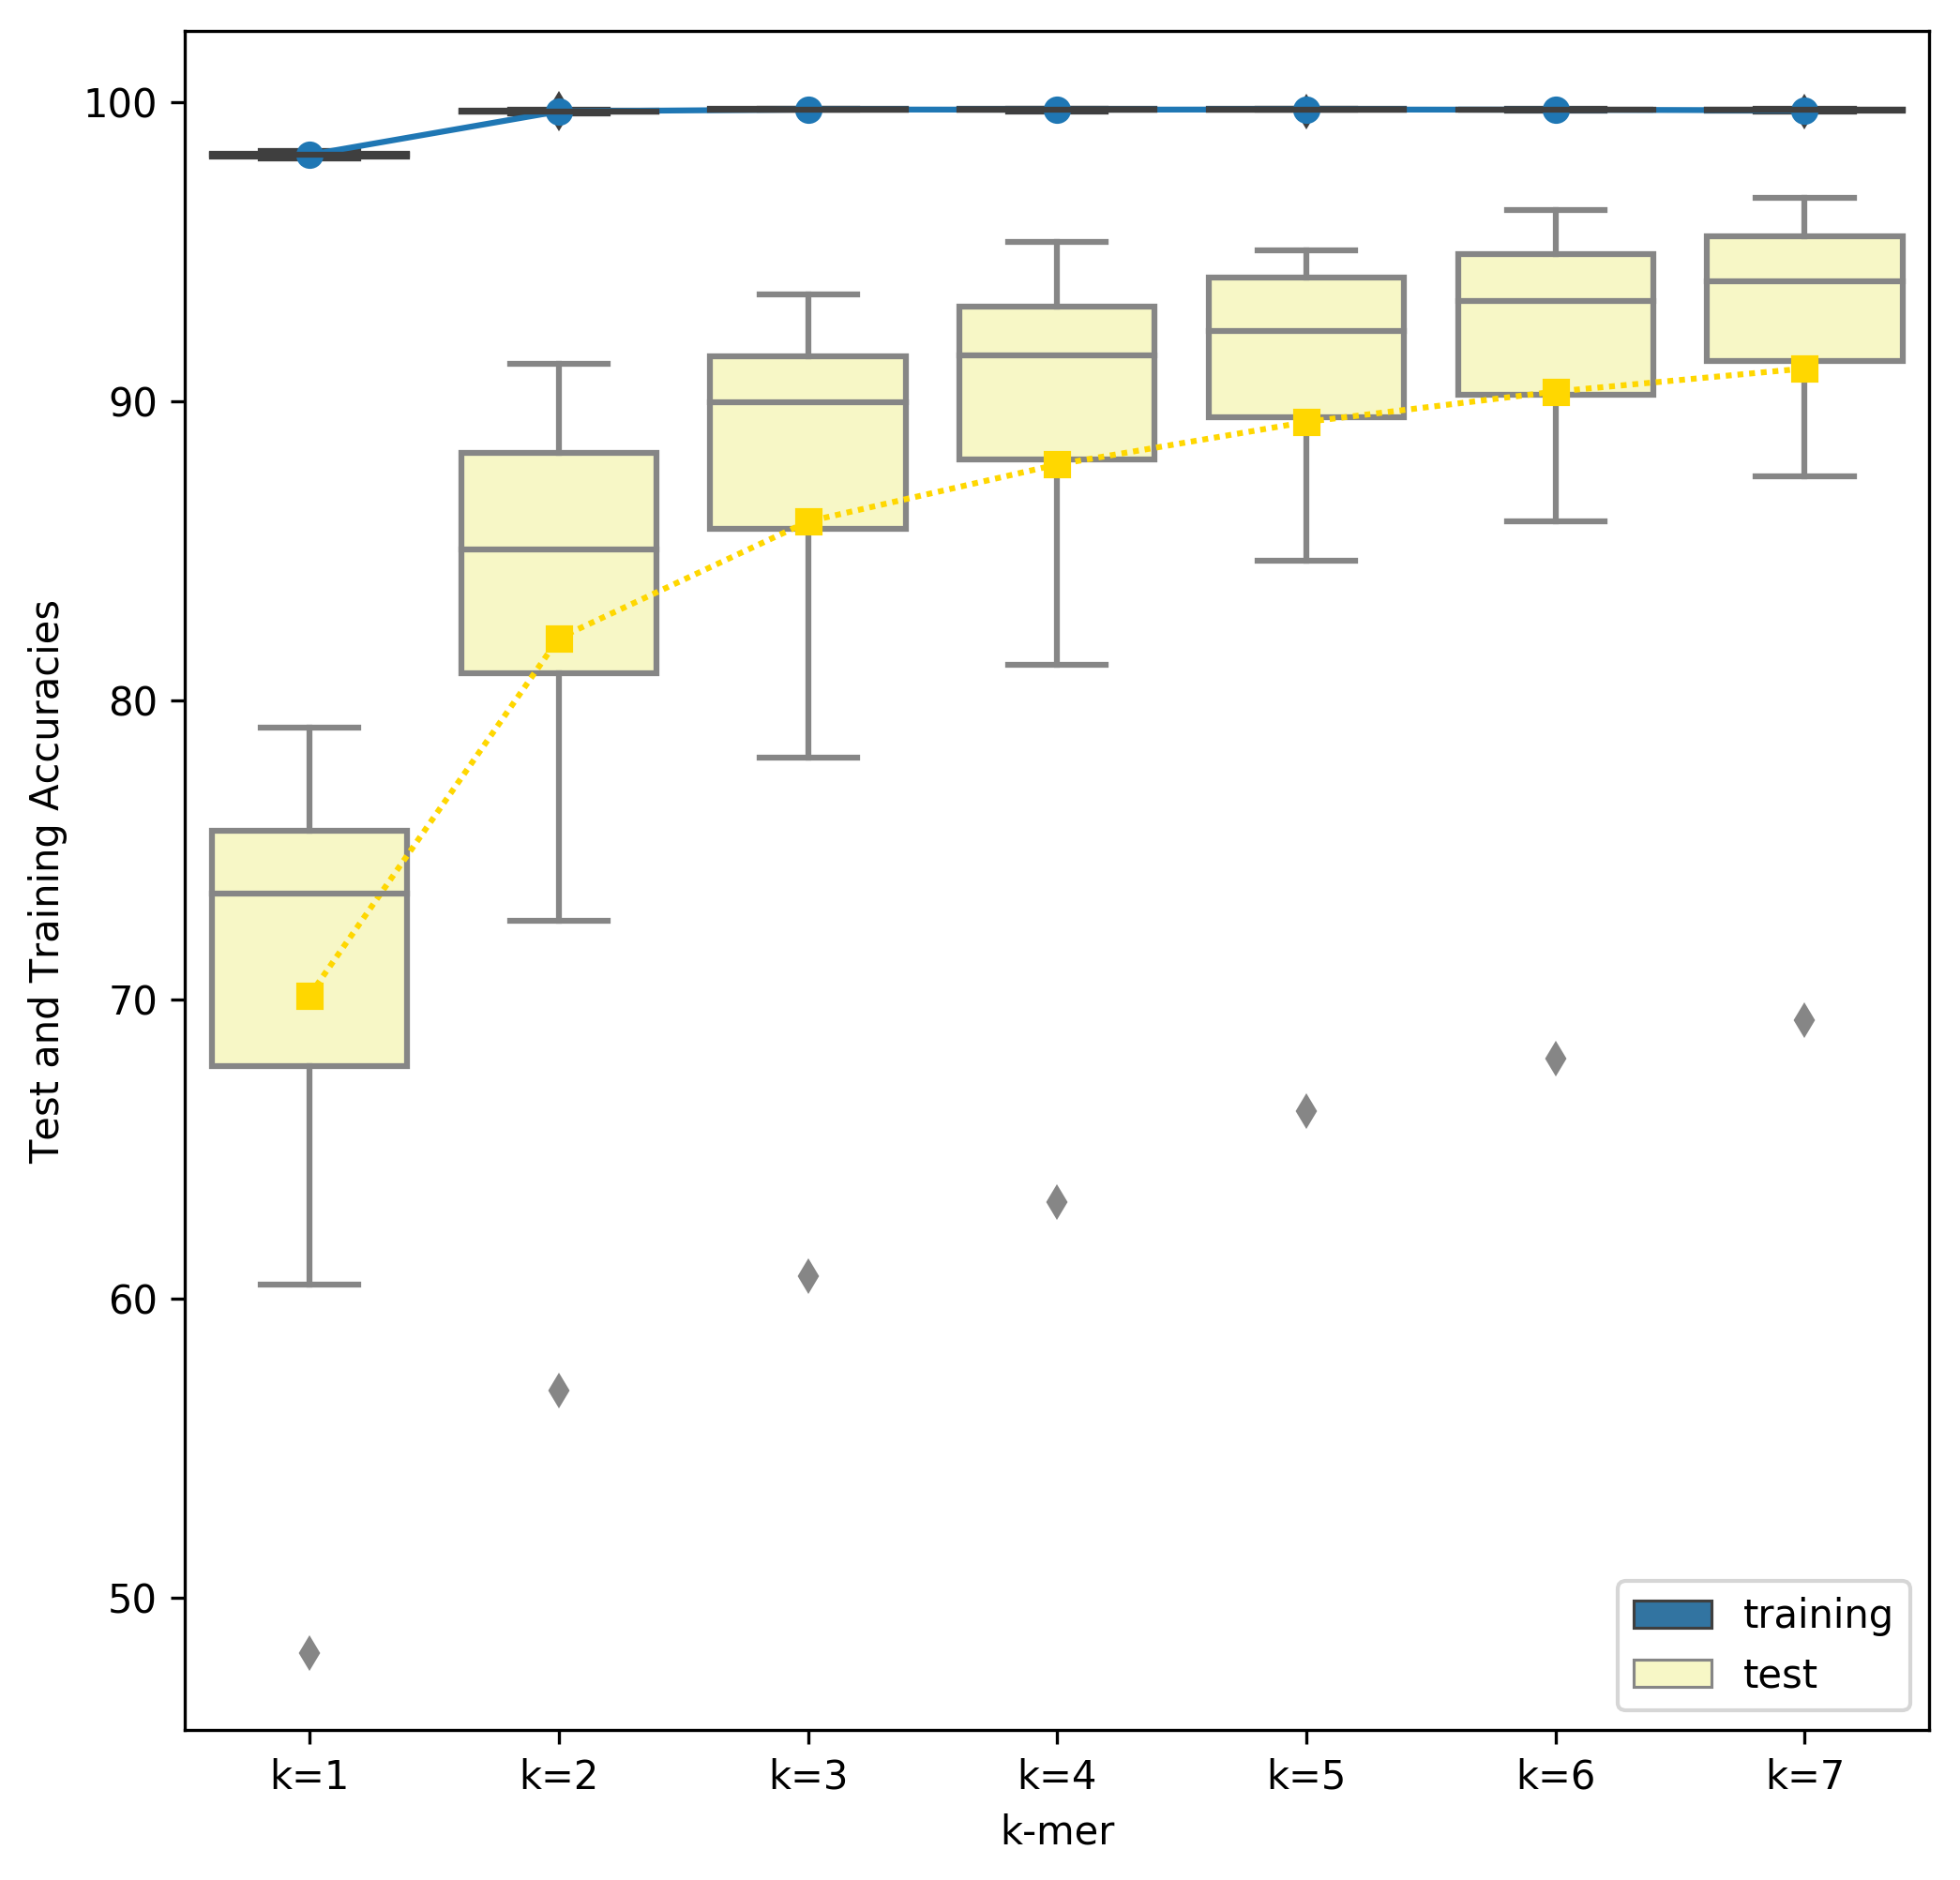 Test and Training Accuracies
100
90
80
70
60
50
training
test
k=1 k=2 k=3 k=4 k=5 k=6 k=7
k-mer